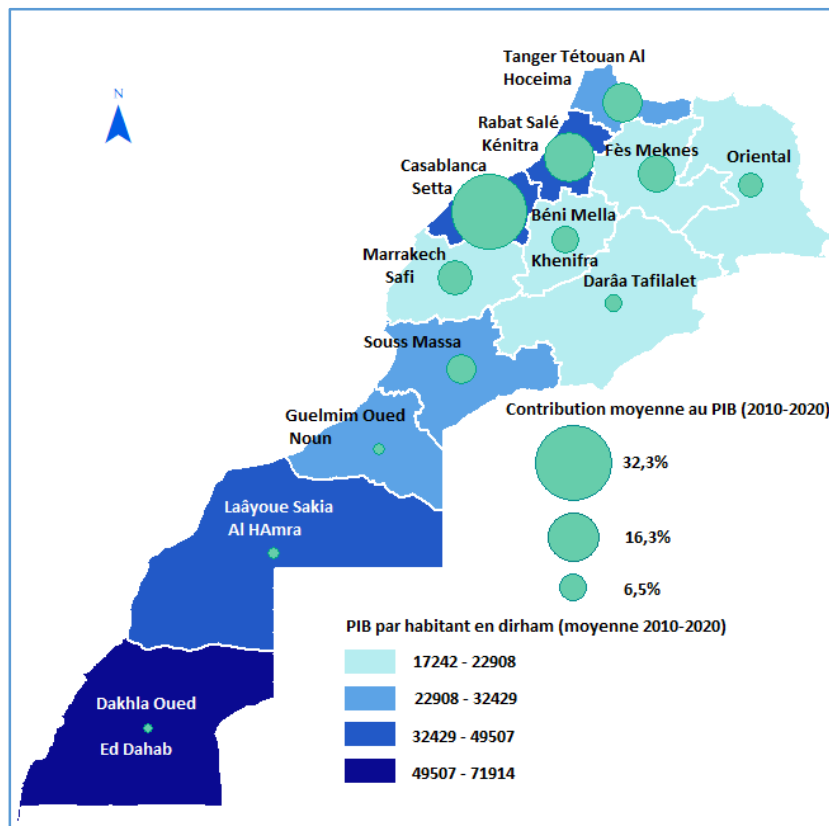 N
Tanger Tétouan Al
Hoceima
Rabat Salé
Kénitra
Fès Meknes
Oriental
Casablanca
Setta
Béni Mella
Khenifra
Marrakech
Safi
Darâa Tafilalet
Souss Massa
Guelmim Oued
Noun
Laâyoue Sakia
Al HAmra
Dakhla Oued
Ed Dahab
Contribution moyenne au PIB (2010-2020)
32,3%
16,3%
6,5%
PIB par habitant en dirham (moyenne 2010-2020)
17242 - 22908
22908 - 32429
32429 - 49507
49507 - 71914